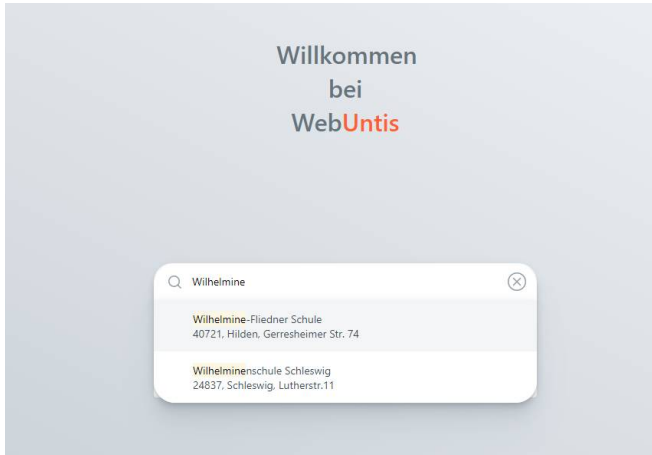 Willkommen
bei
WebUntis
Wilhelmine
Wilhelmine-Fliedner Schule
40721, Hilden, Gerresheimer Str. 74
Wilhelminenschule Schleswig
24837, Schleswig, Lutherstr.11